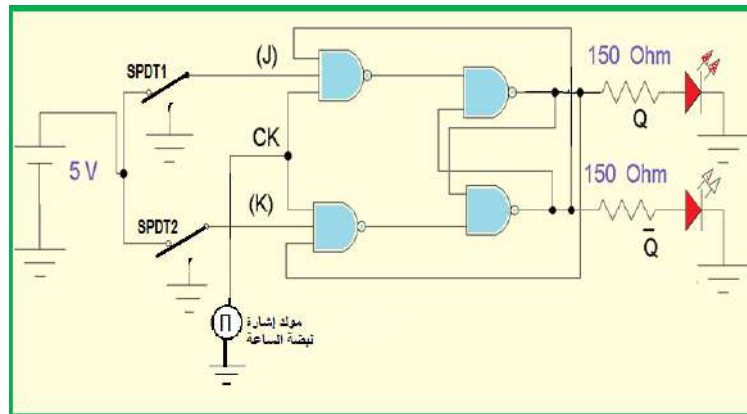 (J)
150 Ohm
SPDT1
Q
CK
5 V
150 Ohm
(K)
SPDT2
Q̅
مولد إشارة
نبضة الساعة